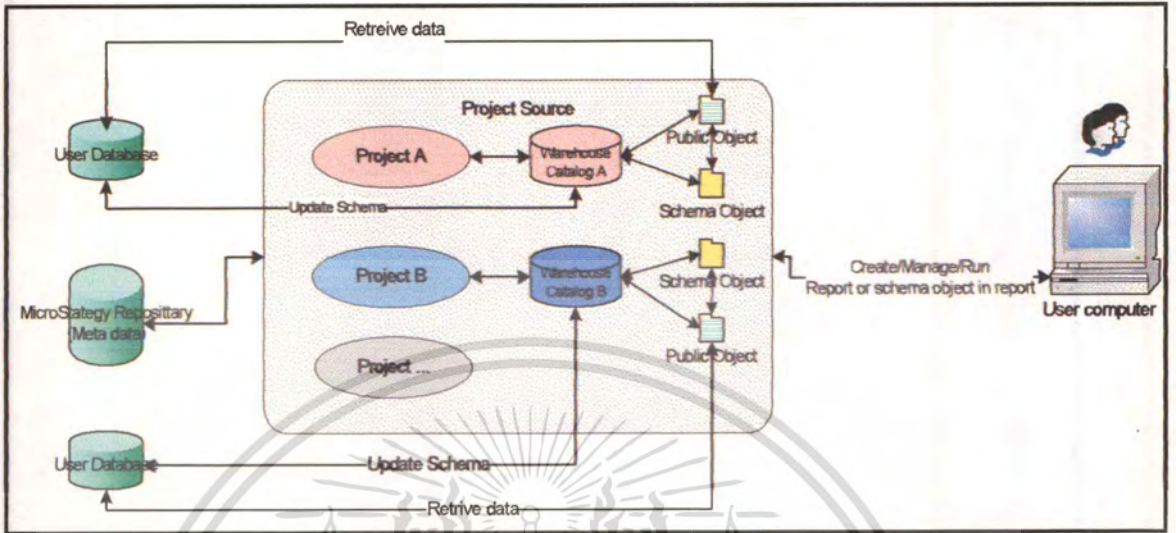 Retreive data
Project Source
User Database
Project A
Warehouse
Catalog A
Public Object
Update Schema
Schema Object
MicroStategy Reposittary
(Meta data)
Project B
Warehouse
Catalog B
Schema Object
Public Object
Project ...
Create/Manage/Run
Report or schema object in report
User computer
User Database
Update Schema
Retrive data